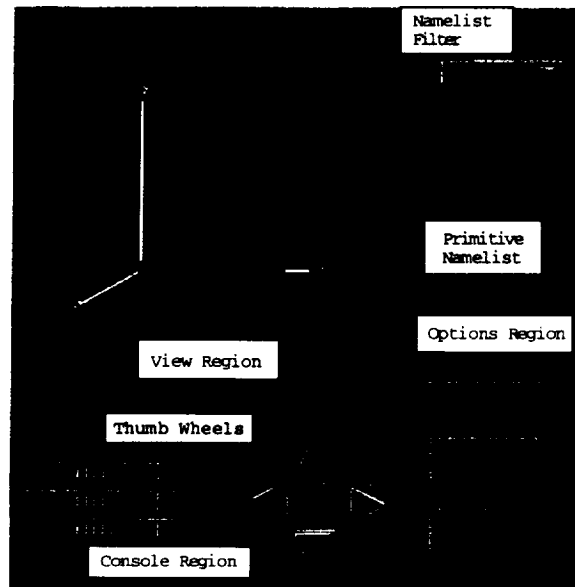 Namelist
Filter
Primitive
Namelist
Options Region
View Region
Thumb Wheels
Console Region